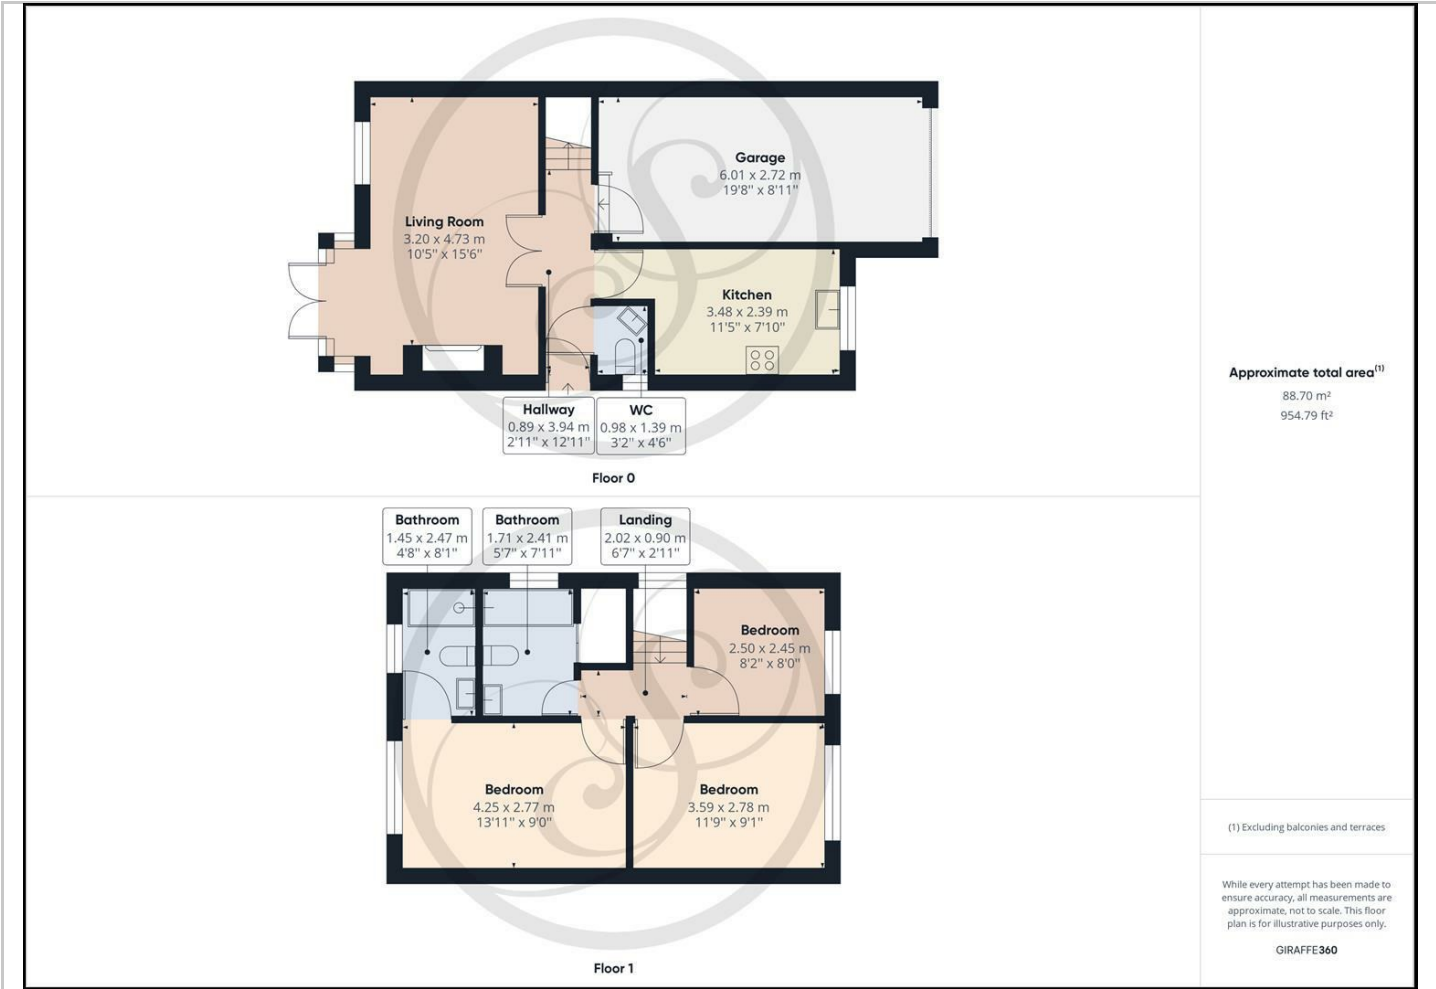 Garage
6.01 x 2.72 m
19'8" x 8'11"
Living Room
3.20 x 4.73 m
10'5" x 15'6"
Kitchen
3.48 x 2.39 m
11'5" x 7'10"
Hallway
0.89 x 3.94 m
2'11" x 12'11"
WC
0.98 x 1.39 m
3'2" x 4'6"
Floor 0
Bathroom
1.45 x 2.47 m
4'8" x 8'1"
Bathroom
1.71 x 2.41 m
5'7" x 7'11"
Landing
2.02 x 0.90 m
6'7" x 2'11"
Bedroom
2.50 x 2.45 m
8'2" x 8'0"
Bedroom
4.25 x 2.77 m
13'11" x 9'0"
Bedroom
3.59 x 2.78 m
11'9" x 9'1"
Floor 1
Approximate total area(1)
88.70 m²
954.79 ft²
(1) Excluding balconies and terraces
While every attempt has been made to
ensure accuracy, all measurements are
approximate, not to scale. This floor
plan is for illustrative purposes only.
GIRAFFE360